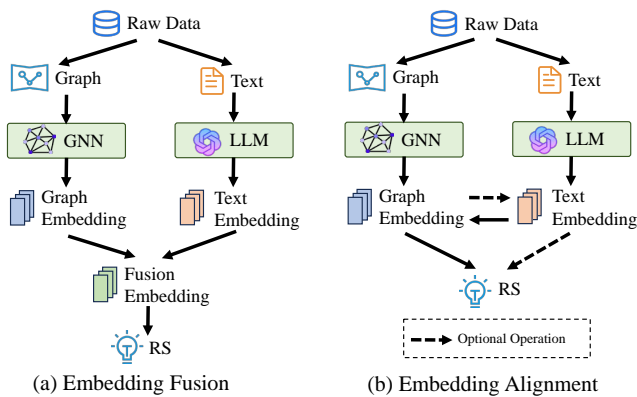 Raw Data
Graph
Text
GNN
LLM
Graph
Embedding
Text
Embedding
Fusion
Embedding
RS
(a) Embedding Fusion
Raw Data
Graph
Text
GNN
LLM
Graph
Embedding
Text
Embedding
RS
Optional Operation
(b) Embedding Alignment